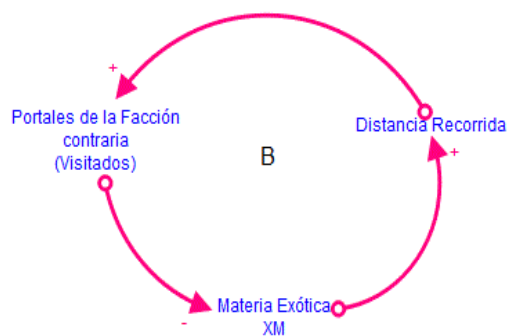 +
Portales de la Facción
contraria
(Visitados)
Distancia Recorrida
B
+
Materia Exótica
-
XM